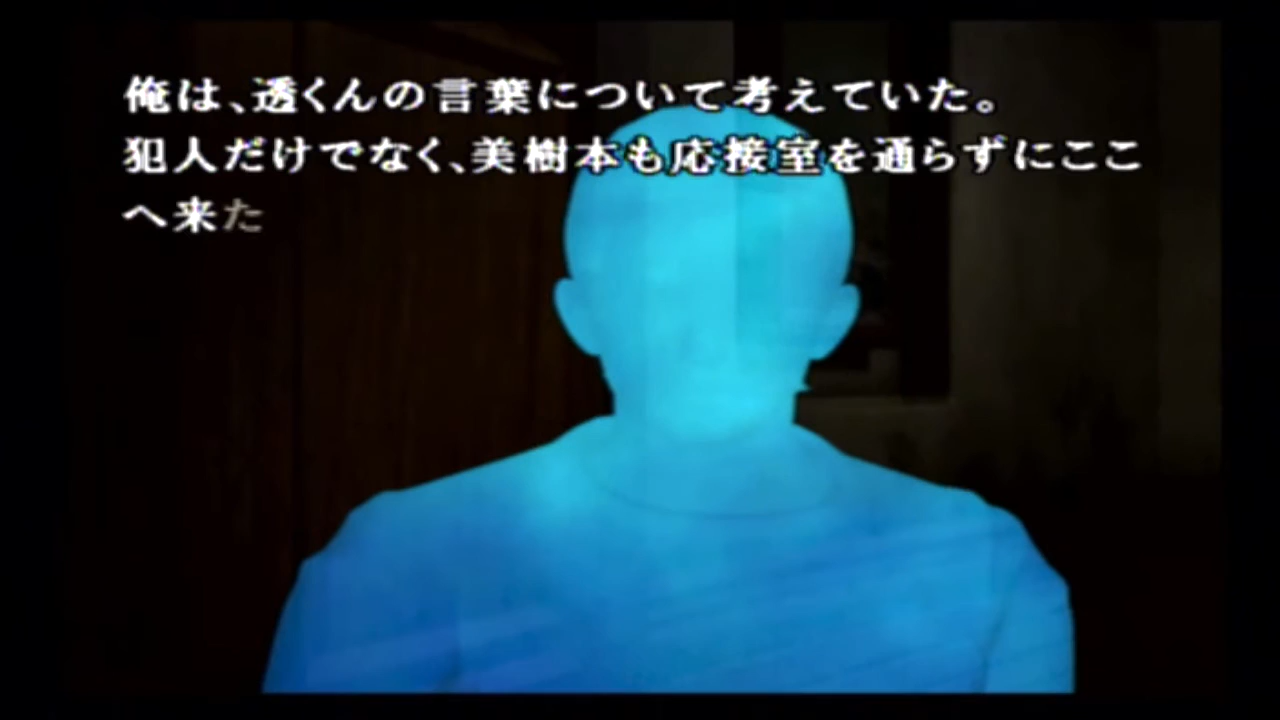 俺は、透くんの言葉について考えていた。
犯人だけでなく、美樹本も応接室を通らずにここ
へ来た